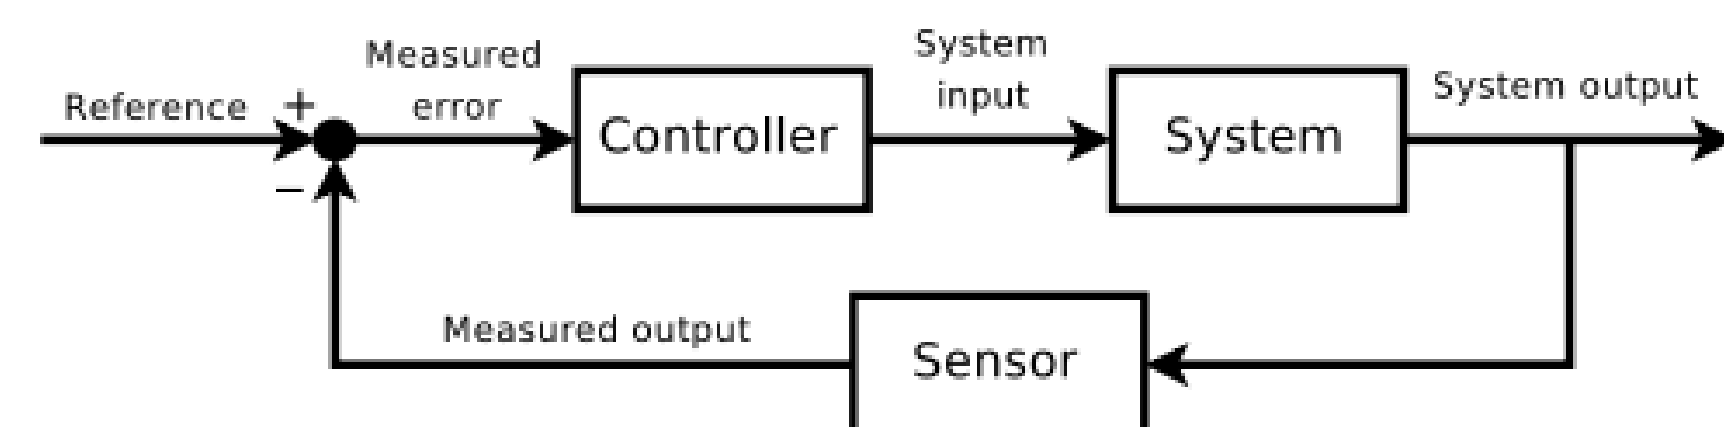 Reference
+
−
Measured
error
Controller
System
input
System
System output
Measured output
Sensor